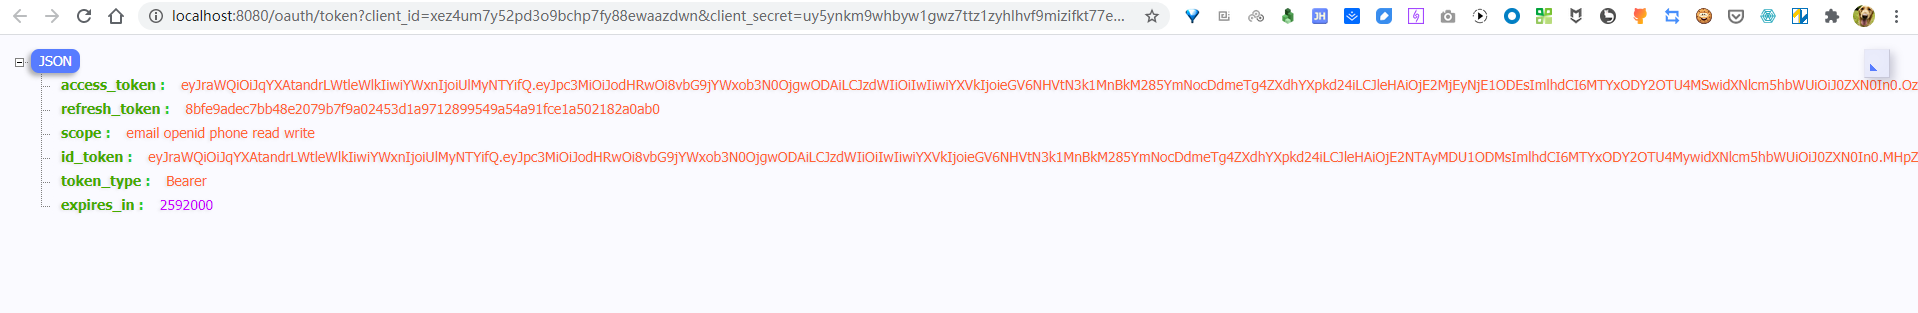 localhost:8080/oauth/token?client_id=xez4um7y52pd3o9bchp7fy88ewaazdwn&client_secret=uy5ynkm9whbyw1gwz7ttz1zyhlhvf9mizifkt77e...
JH
JSON
access_token : eyJraWQiOiJqYXAtandrLWtleWlkIiwiYWxnIjoiUlMyNTYifQ.eyJpc3MiOiJodHRwOi8vbG9jYWxob3N0OjgwODAiLCJzdWIiOiIwIiwiYXVkIjoieGV6NHVtN3k1MnBkM285YmNocDdmeTg4ZXdhYXpkd24iLCJleHAiOjE2MjEyNjE1ODEsImlhdCI6MTYxODY2OTU4MSwidXNlcm5hbWUiOiJ0ZXN0In0.Oz
refresh_token : 8bfe9adec7bb48e2079b7f9a02453d1a9712899549a54a91fce1a502182a0ab0
scope : email openid phone read write
id_token : eyJraWQiOiJqYXAtandrLWtleWlkIiwiYWxnIjoiUlMyNTYifQ.eyJpc3MiOiJodHRwOi8vbG9jYWxob3N0OjgwODAiLCJzdWIiOiIwIiwiYXVkIjoieGV6NHVtN3k1MnBkM285YmNocDdmeTg4ZXdhYXpkd24iLCJleHAiOjE2NTAyMDU1ODMsImlhdCI6MTYxODY2OTU4MywidXNlcm5hbWUiOiJ0ZXN0In0.MHpZ
token_type : Bearer
expires_in : 2592000